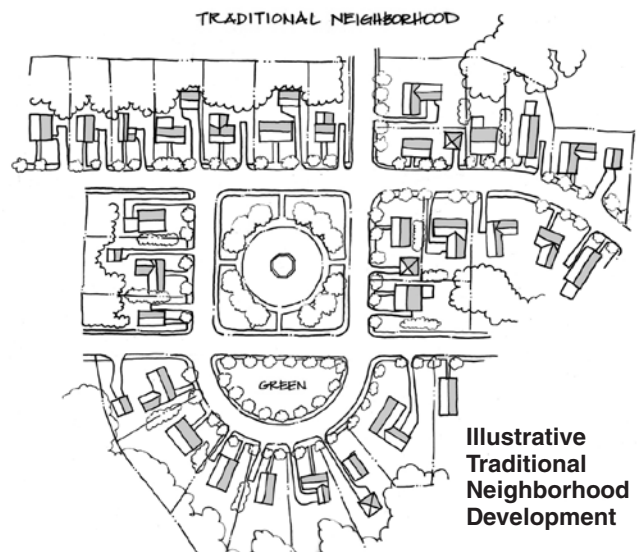 TRADITIONAL NEIGHBORHOOD
GREEN
Illustrative
Traditional
Neighborhood
Development